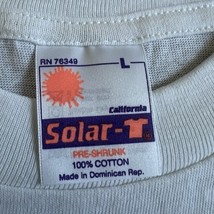 RN 76349
L
California
Solar-T
PRE-SHRUNK
100% COTTON
Made in Dominican Rep.